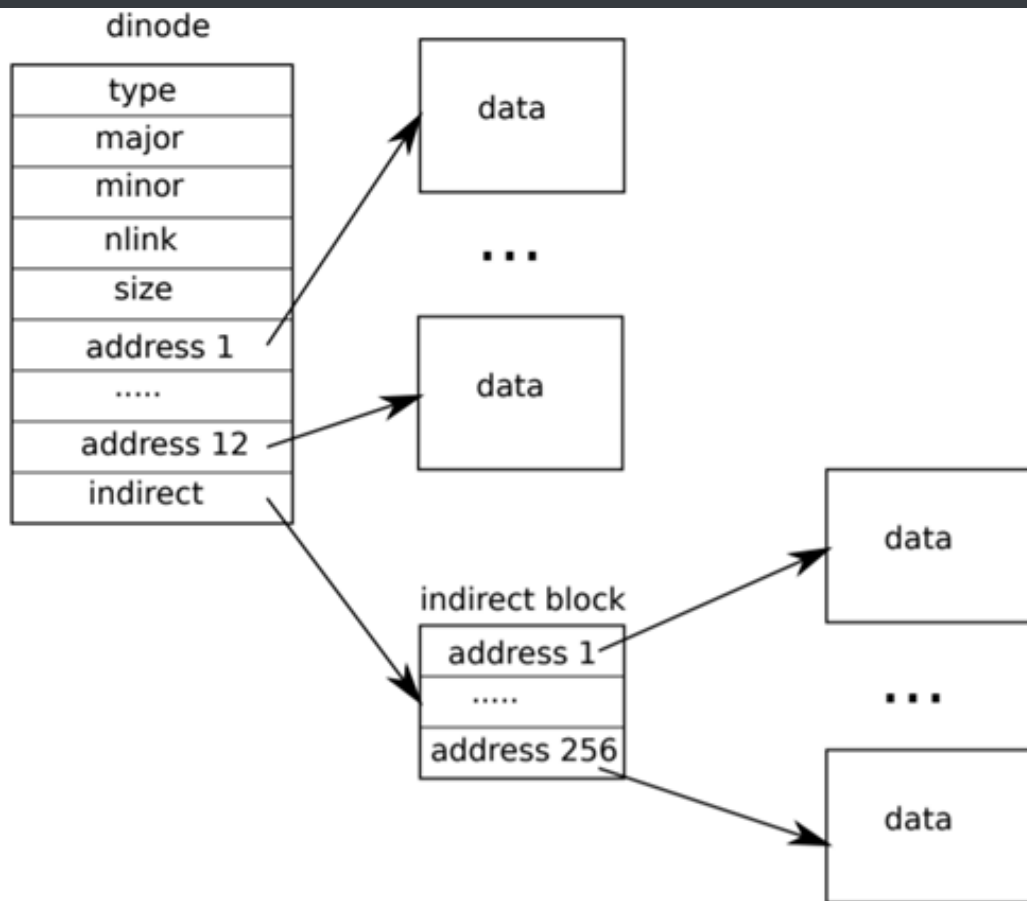 dinode
type
major
minor
nlink
size
address 1
.....
address 12
indirect
data
...
data
indirect block
address 1
.....
address 256
data
...
data